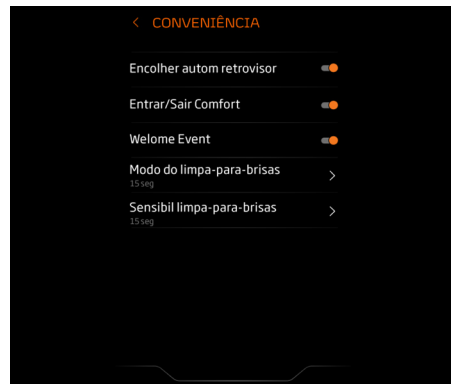 CONVENIÊNCIA
Encolher autom retrovisor
Entrar/Sair Comfort
Welome Event
Modo do limpa-para-brisas
15 seg
Sensibil limpa-para-brisas
15 seg